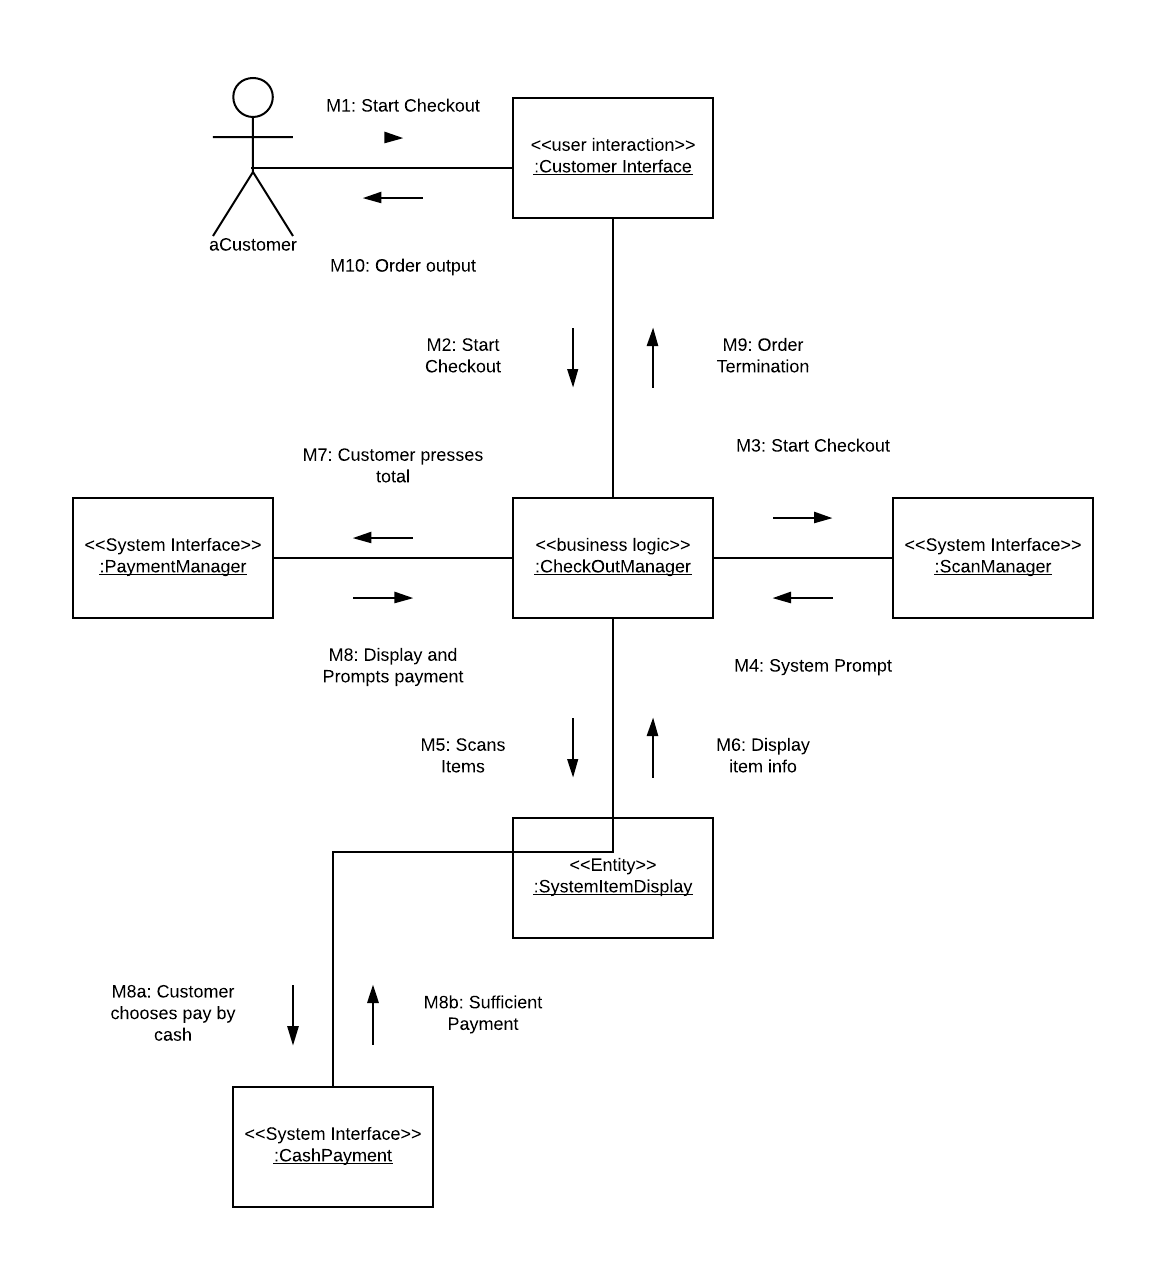 M1: Start Checkout
<<user interaction>>
:Customer Interface
aCustomer
M10: Order output
M2: Start
Checkout
M9: Order
Termination
M3: Start Checkout
M7: Customer presses
total
<<System Interface>>
:PaymentManager
<<business logic>>
:CheckOutManager
<<System Interface>>
:ScanManager
M8: Display and
Prompts payment
M4: System Prompt
M5: Scans
Items
M6: Display
item info
<<Entity>>
:SystemItemDisplay
M8a: Customer
chooses pay by
cash
M8b: Sufficient
Payment
<<System Interface>>
:CashPayment